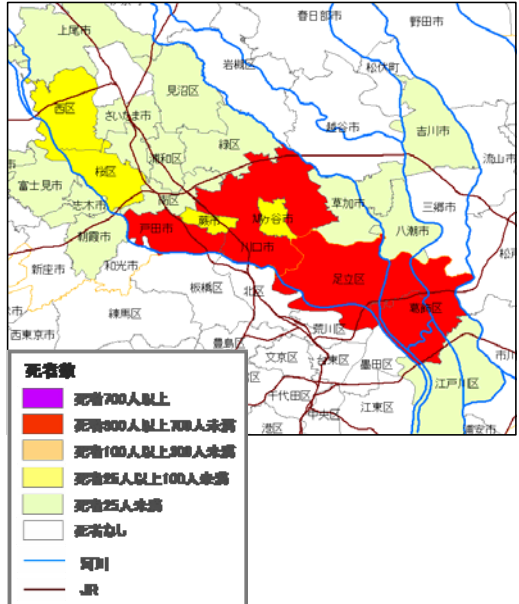 春日部市
野田市
上尾市
岩槻区
松伏町
見沼区
西区
さいたま市
越谷市
吉川市
緑区
浦和区
桜区
流山市
富士見市
南区
草加市
三郷市
志木市
蕨市
鳩ヶ谷市
八潮市
戸田市
川口市
朝霞市
和光市
新座市
足立区
板橋区
北区
葛飾区
練馬区
荒川区
西東京市
豊島区
文京区
台東区
墨田区
市川
江戸川区
千代田区
江東区
中央区
港区
浦安市
死者数
死者700人以上
死者300人以上700人未満
死者100人以上300人未満
死者25人以上100人未満
死者25人未満
死者なし
河川
JR